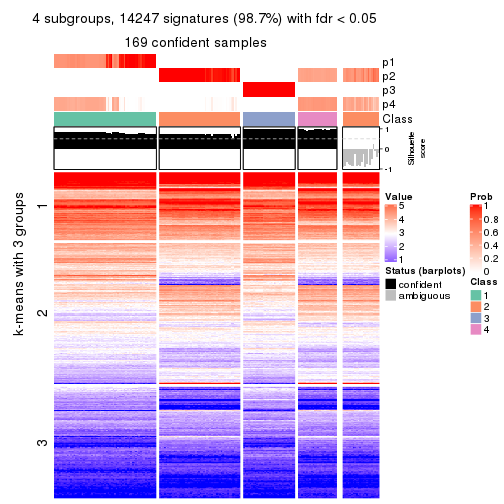 4 subgroups, 14247 signatures (98.7%) with fdr < 0.05
169 confident samples
p1
p2
p3
p4
Class
1
0
-1
Silhouette
score
k-means with 3 groups
1
2
3
Value
5
4
3
2
1
Prob
1
0.8
0.6
0.4
0.2
0
Status (barplots)
confident
ambiguous
Class
1
2
3
4